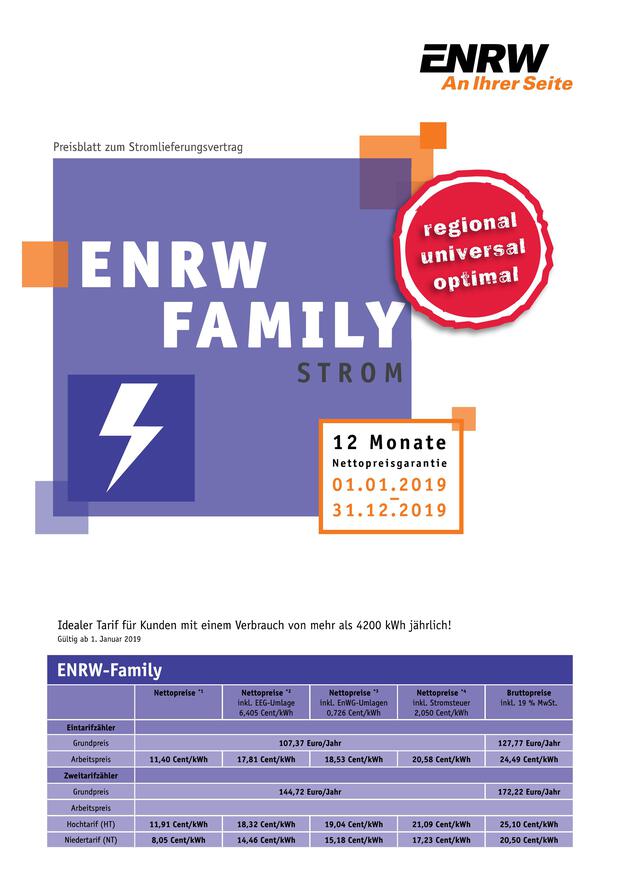 ENRW
An Ihrer Seite
Preisblatt zum Stromlieferungsvertrag
regional
universal
optimal
ENRW
FAMILY
STROM
12 Monate
Nettopreisgarantie
01.01.2019
–
31.12.2019
Idealer Tarif für Kunden mit einem Verbrauch von mehr als 4200 kWh jährlich!
Gültig ab 1. Januar 2019
ENRW-Family
Nettopreise *1 Nettopreise *2 Nettopreise *3 Nettopreise *4 Bruttopreise
inkl. EEG-Umlage inkl. EnWG-Umlagen inkl. Stromsteuer inkl. 19 % MwSt.
6,405 Cent/kWh 0,726 Cent/kWh 2,050 Cent/kWh
Eintarifzähler
Grundpreis 107,37 Euro/Jahr 127,77 Euro/Jahr
Arbeitspreis 11,40 Cent/kWh 17,81 Cent/kWh 18,53 Cent/kWh 20,58 Cent/kWh 24,49 Cent/kWh
Zweitarifzähler
Grundpreis 144,72 Euro/Jahr 172,22 Euro/Jahr
Arbeitspreis
Hochtarif (HT) 11,91 Cent/kWh 18,32 Cent/kWh 19,04 Cent/kWh 21,09 Cent/kWh 25,10 Cent/kWh
Niedertarif (NT) 8,05 Cent/kWh 14,46 Cent/kWh 15,18 Cent/kWh 17,23 Cent/kWh 20,50 Cent/kWh